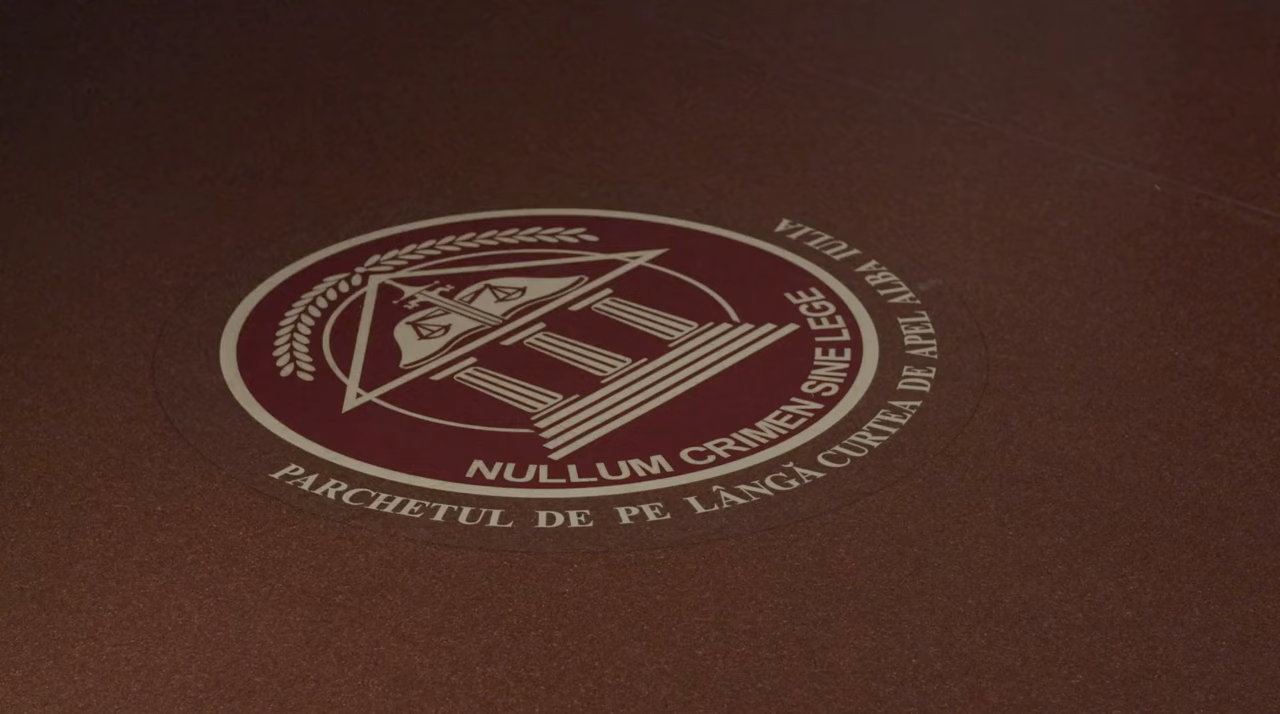 NULLUM CRIMEN SINE LEGE
PARCHETUL DE PE LÂNGĂ CURTEA DE APEL ALBA IULIA